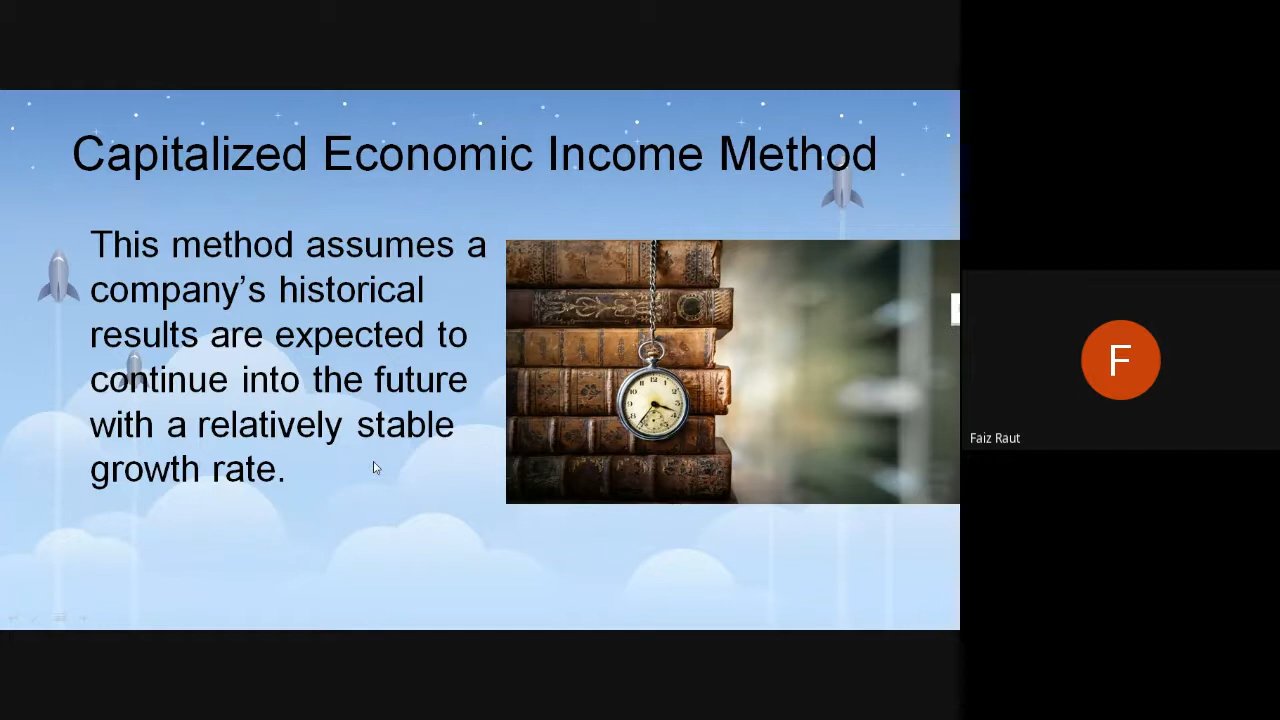 Capitalized Economic Income Method
This method assumes a
company’s historical
results are expected to
continue into the future
with a relatively stable
growth rate.
F
Faiz Raut